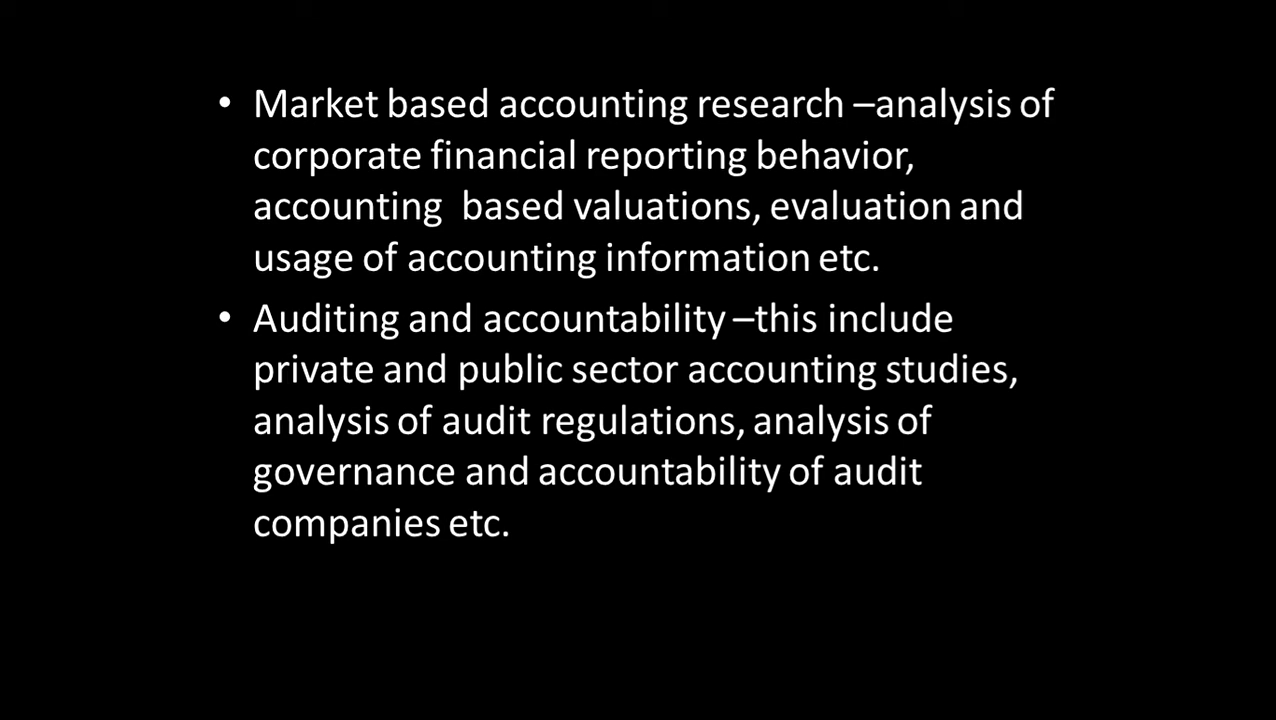 • Market based accounting research –analysis of
corporate financial reporting behavior,
accounting  based valuations, evaluation and
usage of accounting information etc.
• Auditing and accountability –this include
private and public sector accounting studies,
analysis of audit regulations, analysis of
governance and accountability of audit
companies etc.